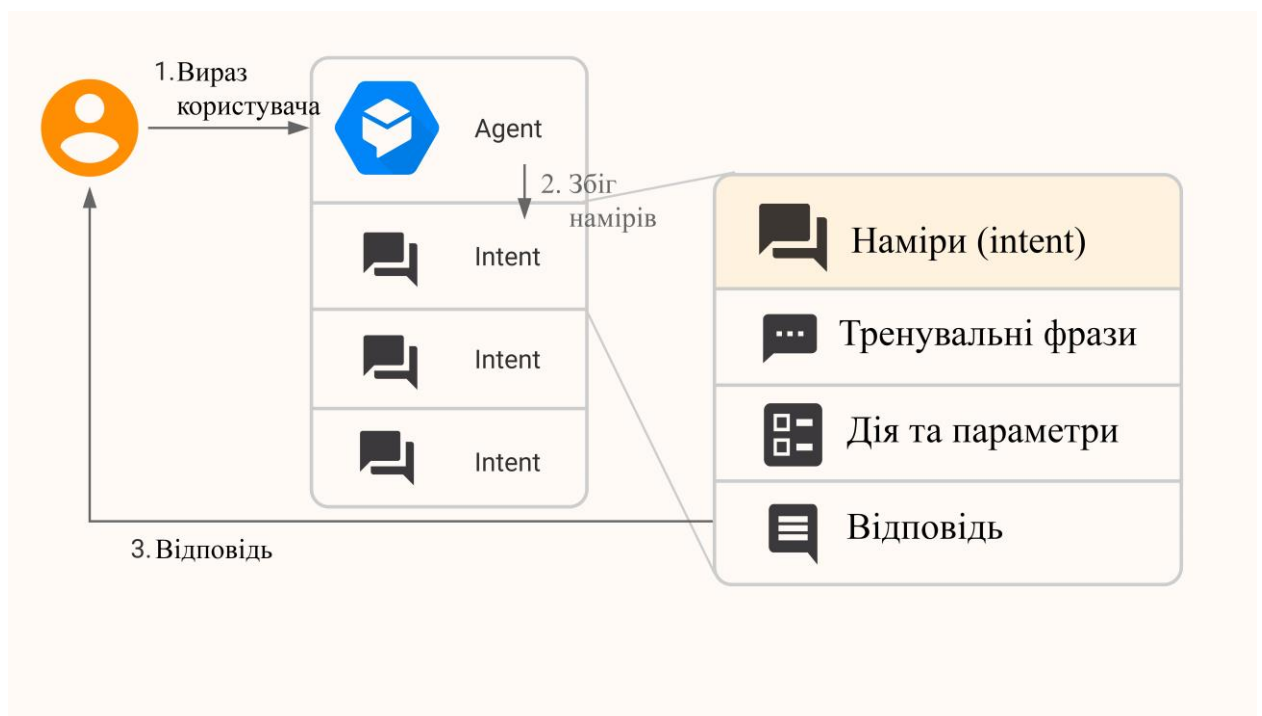 1. Вираз
користувача
Agent
2. Збіг
намірів
Intent
Intent
Intent
Наміри (intent)
Тренувальні фрази
Дія та параметри
Відповідь
3. Відповідь